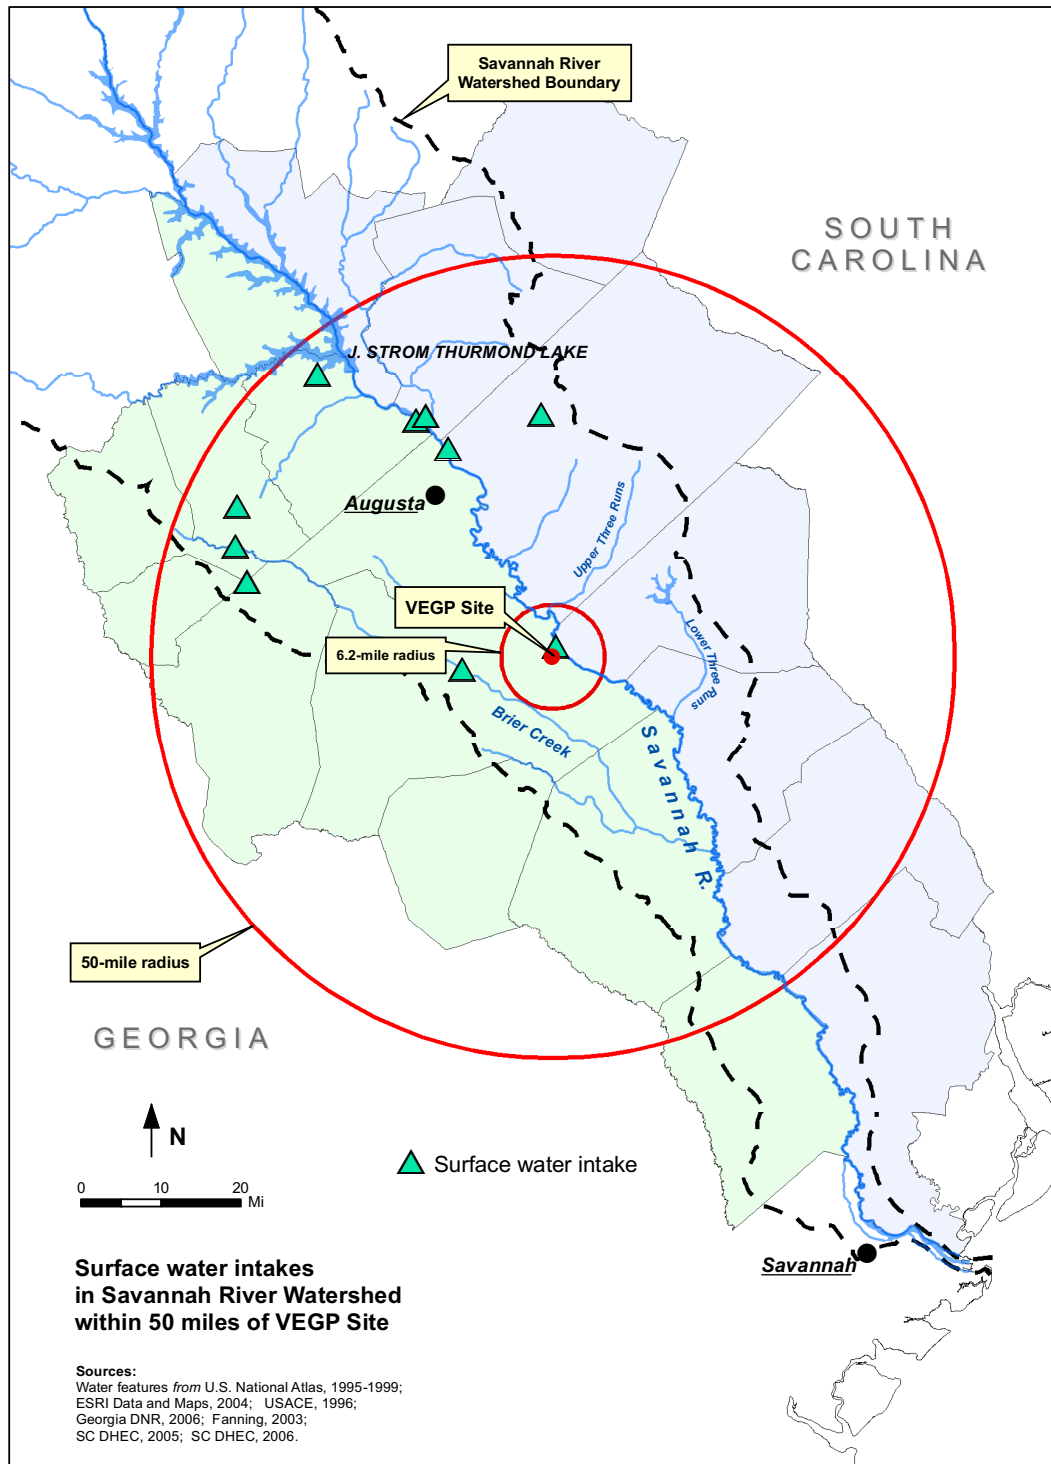 Savannah River
Watershed Boundary
SOUTH
CAROLINA
J. STROM THURMOND LAKE
Augusta
Upper Three Runs
VEGP Site
6.2-mile radius
Lower Three
Runs
Brier Creek
Savannah R.
50-mile radius
GEORGIA
N
0 10 20
Mi
Surface water intake
Savannah
Surface water intakes
in Savannah River Watershed
within 50 miles of VEGP Site
Sources:
Water features from U.S. National Atlas, 1995-1999;
ESRI Data and Maps, 2004; USACE, 1996;
Georgia DNR, 2006; Fanning, 2003;
SC DHEC, 2005; SC DHEC, 2006.